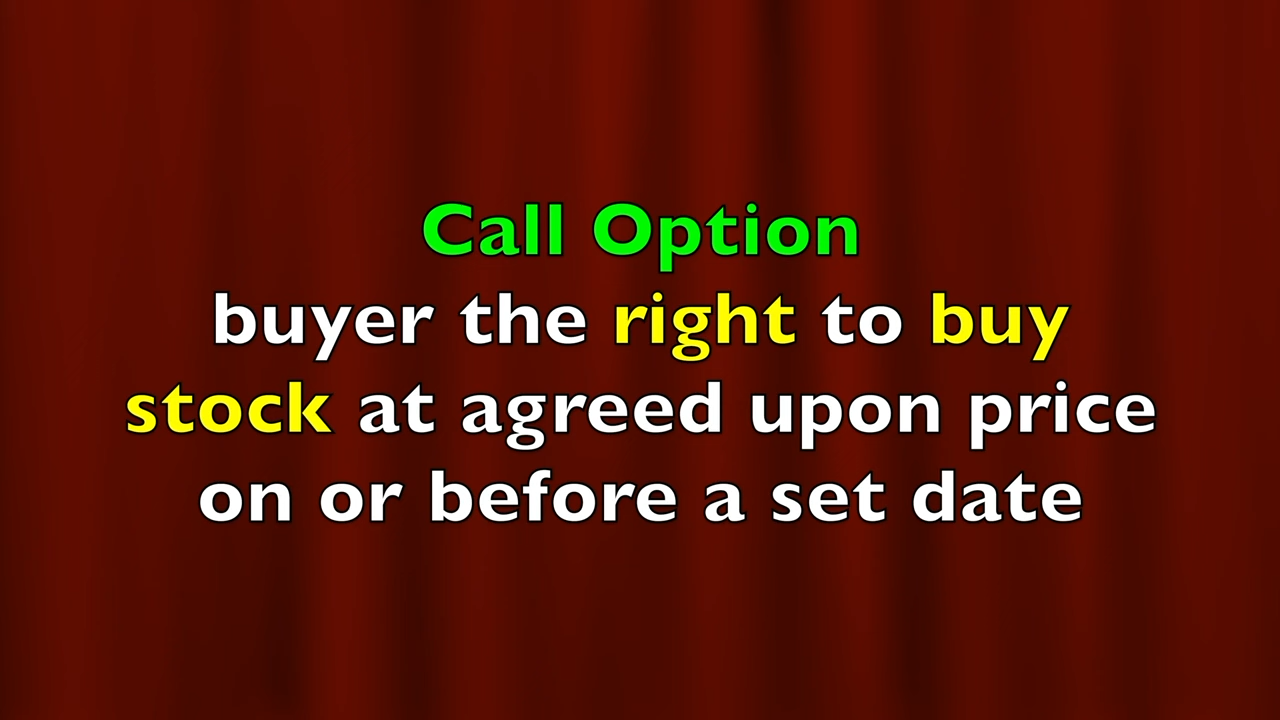 Call Option
buyer the right to buy
stock at agreed upon price
on or before a set date